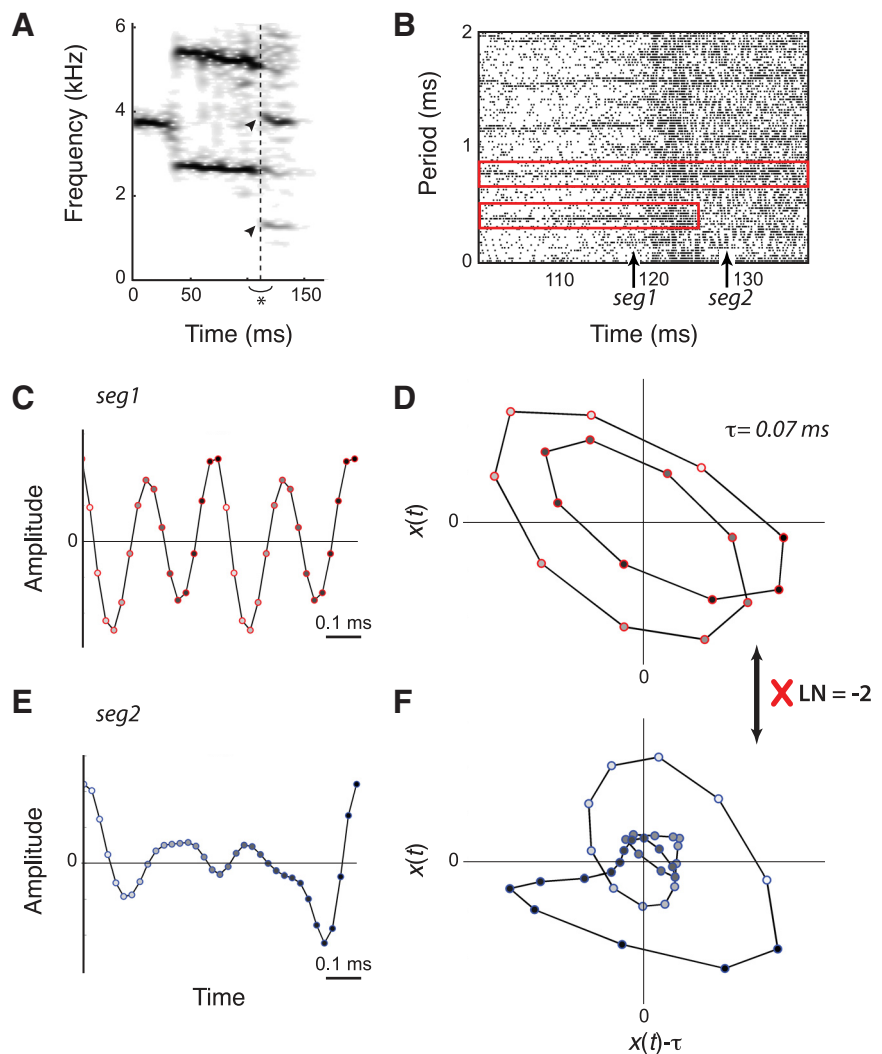 A
Frequency (kHz)
6
4
2
0
0
50
150
*
Time (ms)
B
Period (ms)
2
1
0
110
120
130
seg1
seg2
Time (ms)
C
seg1
Amplitude
0
0.1 ms
D
τ= 0.07 ms
x(t)
0
0
X LN = -2
E
seg2
Amplitude
0
0.1 ms
Time
F
x(t)
0
0
x(t)-τ